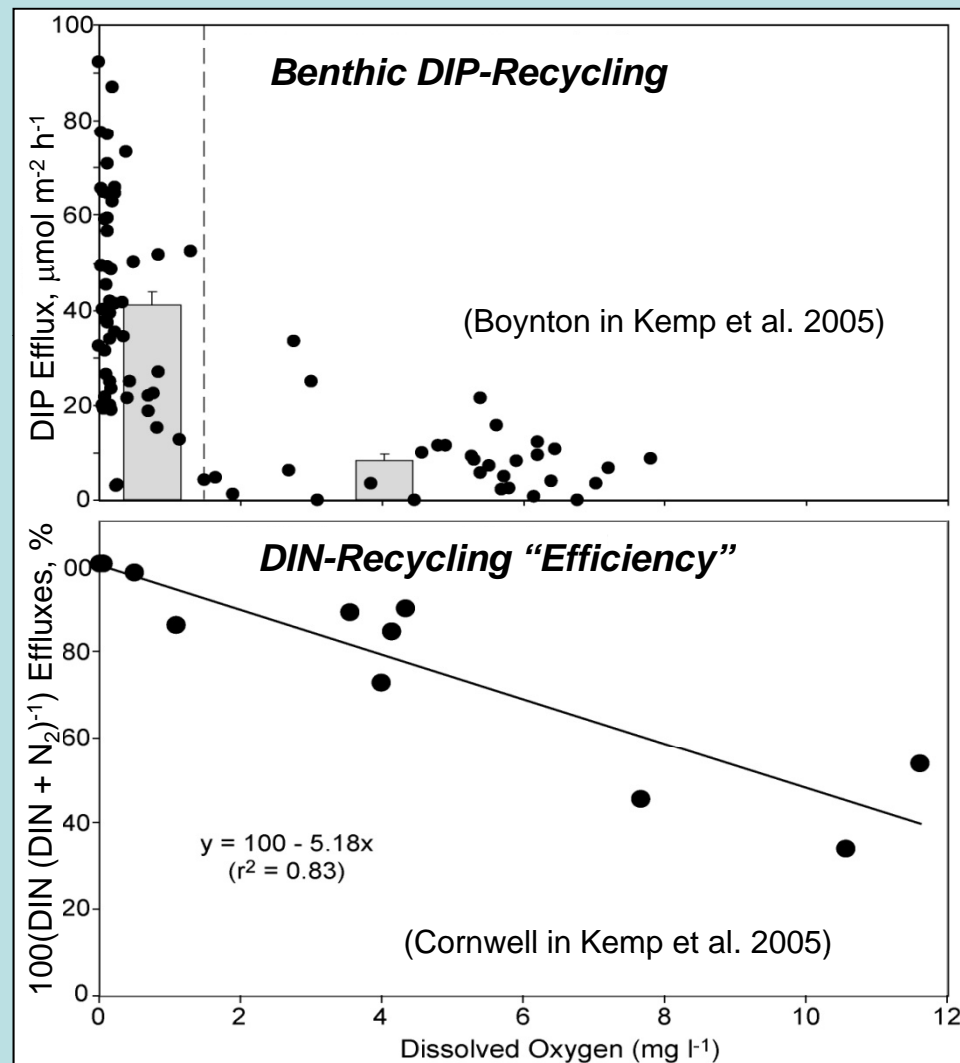 Benthic DIP-Recycling
DIP Efflux, μmol m-2 h-1
100
80
60
40
20
0
(Boynton in Kemp et al. 2005)
DIN-Recycling “Efficiency”
100(DIN (DIN + N2)-1) Effluxes, %
00
80
60
40
20
0
y = 100 - 5.18x
(r2 = 0.83)
(Cornwell in Kemp et al. 2005)
0 2 4 6 8 10 12
Dissolved Oxygen (mg l-1)